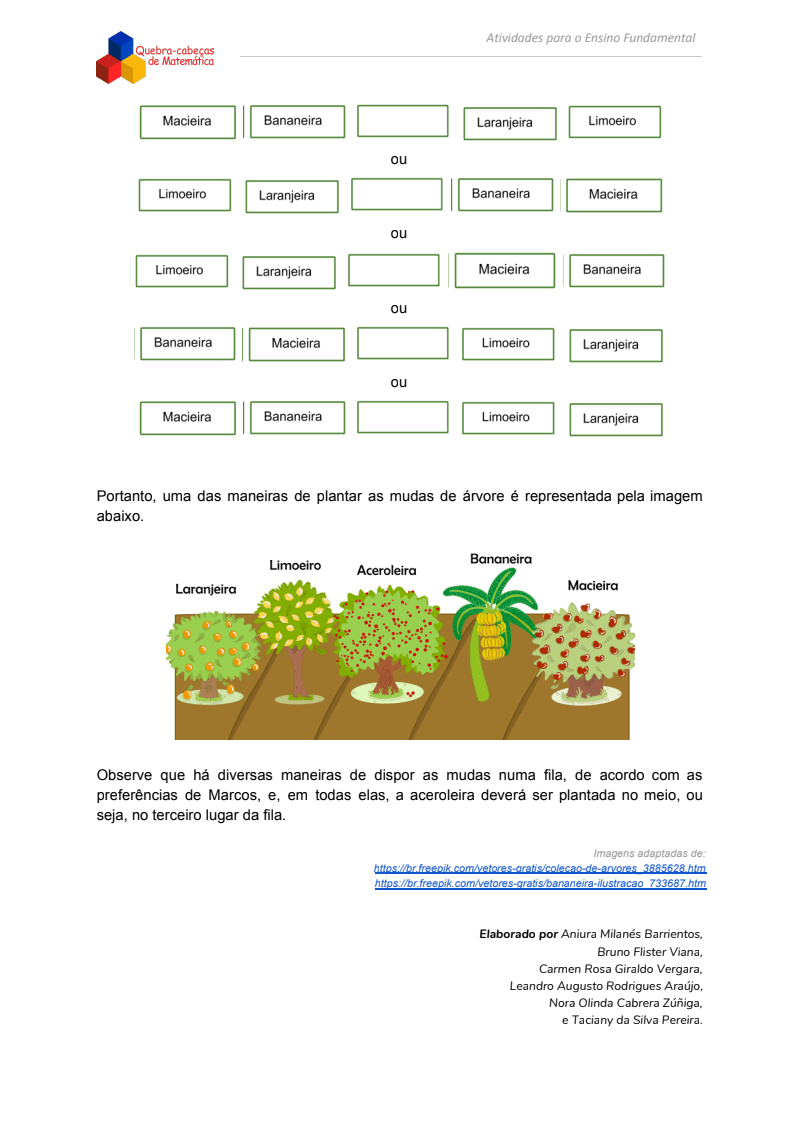 Quebra-cabeças
de Matemática
Atividades para o Ensino Fundamental
Macieira Bananeira Laranjeira Limoeiro
ou
Limoeiro Laranjeira Bananeira Macieira
ou
Limoeiro Laranjeira Macieira Bananeira
ou
Bananeira Macieira Limoeiro Laranjeira
ou
Macieira Bananeira Limoeiro Laranjeira
Portanto, uma das maneiras de plantar as mudas de árvore é representada pela imagem
abaixo.
Laranjeira Limoeiro Aceroleira Bananeira Macieira
Observe que há diversas maneiras de dispor as mudas numa fila, de acordo com as
preferências de Marcos, e, em todas elas, a aceroleira deverá ser plantada no meio, ou
seja, no terceiro lugar da fila.
Imagens adaptadas de:
https://br.freepik.com/vetores-gratis/colecao-de-arvores_3885628.htm
https://br.freepik.com/vetores-gratis/bananeira-ilustracao_733687.htm
Elaborado por Aniura Milanés Barrientos,
Bruno Flister Viana,
Carmen Rosa Giraldo Vergara,
Leandro Augusto Rodrigues Araújo,
Nora Olinda Cabrera Zúñiga,
e Taciany da Silva Pereira.